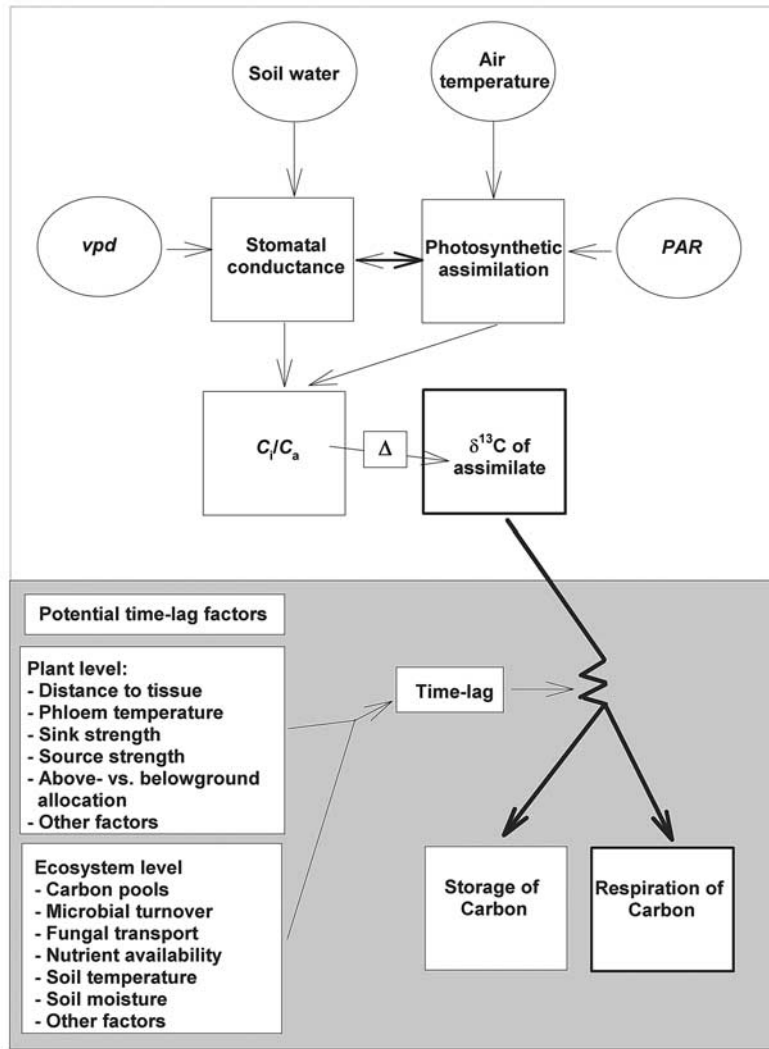 Soil water
Air
temperature
vpd
Stomatal
conductance
Photosynthetic
assimilation
PAR
Ci/Ca
Δ
δ¹³C of
assimilate
Potential time-lag factors
Plant level:
- Distance to tissue
- Phloem temperature
- Sink strength
- Source strength
- Above- vs. belowground
allocation
- Other factors
Time-lag
Ecosystem level
- Carbon pools
- Microbial turnover
- Fungal transport
- Nutrient availability
- Soil temperature
- Soil moisture
- Other factors
Storage of
Carbon
Respiration of
Carbon